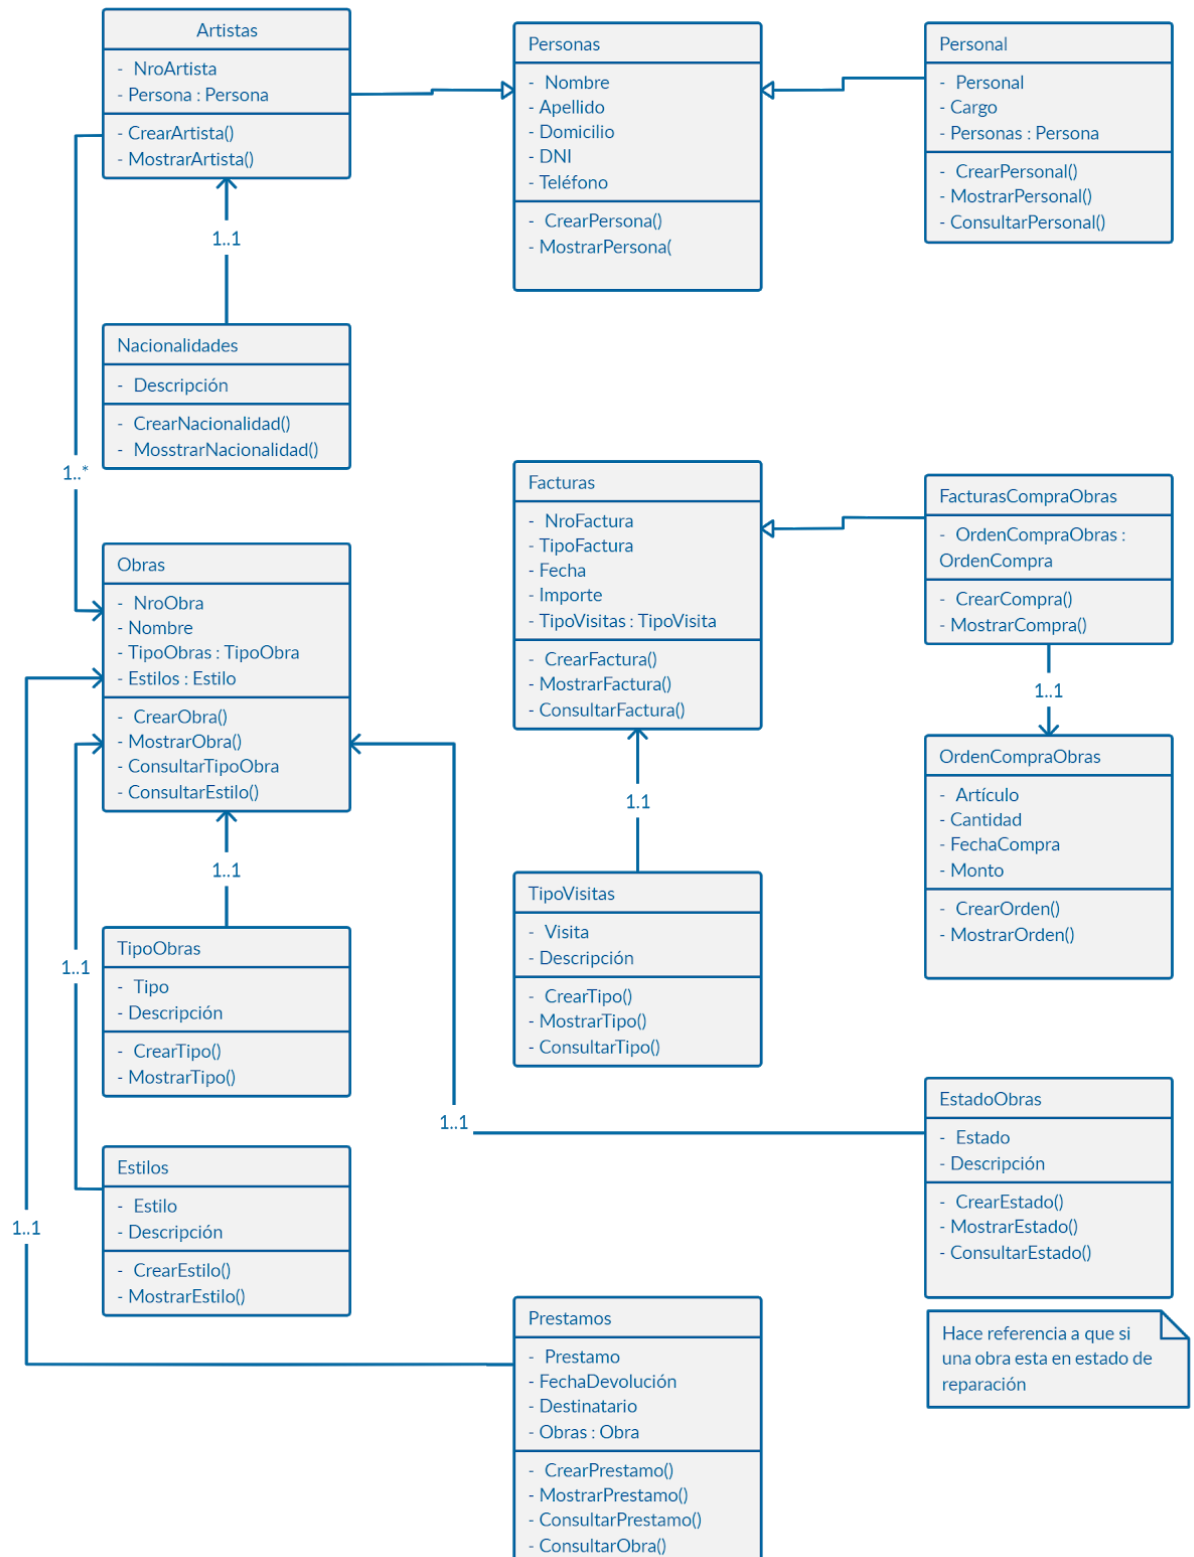 Artistas
- NroArtista
- Persona : Persona
- CrearArtista()
- MostrarArtista()
Personas
- Nombre
- Apellido
- Domicilio
- DNI
- Teléfono
- CrearPersona()
- MostrarPersona(
Personal
- Personal
- Cargo
- Personas : Persona
- CrearPersonal()
- MostrarPersonal()
- ConsultarPersonal()
1..1
Nacionalidades
- Descripción
- CrearNacionalidad()
- MosstrarNacionalidad()
1..*
Facturas
- NroFactura
- TipoFactura
- Fecha
- Importe
- TipoVisitas : TipoVisita
- CrearFactura()
- MostrarFactura()
- ConsultarFactura()
FacturasCompraObras
- OrdenCompraObras :
OrdenCompra
- CrearCompra()
- MostrarCompra()
Obras
- NroObra
- Nombre
- TipoObras : TipoObra
- Estilos : Estilo
- CrearObra()
- MostrarObra()
- ConsultarTipoObra
- ConsultarEstilo()
1..1
OrdenCompraObras
- Artículo
- Cantidad
- FechaCompra
- Monto
- CrearOrden()
- MostrarOrden()
1.1
1..1
TipoVisitas
- Visita
- Descripción
- CrearTipo()
- MostrarTipo()
- ConsultarTipo()
TipoObras
- Tipo
- Descripción
- CrearTipo()
- MostrarTipo()
1..1
EstadoObras
- Estado
- Descripción
- CrearEstado()
- MostrarEstado()
- ConsultarEstado()
1..1
Estilos
- Estilo
- Descripción
- CrearEstilo()
- MostrarEstilo()
1..1
Prestamos
- Prestamo
- FechaDevolución
- Destinatario
- Obras : Obra
- CrearPrestamo()
- MostrarPrestamo()
- ConsultarPrestamo()
- ConsultarObra()
Hace referencia a que si
una obra esta en estado de
reparación